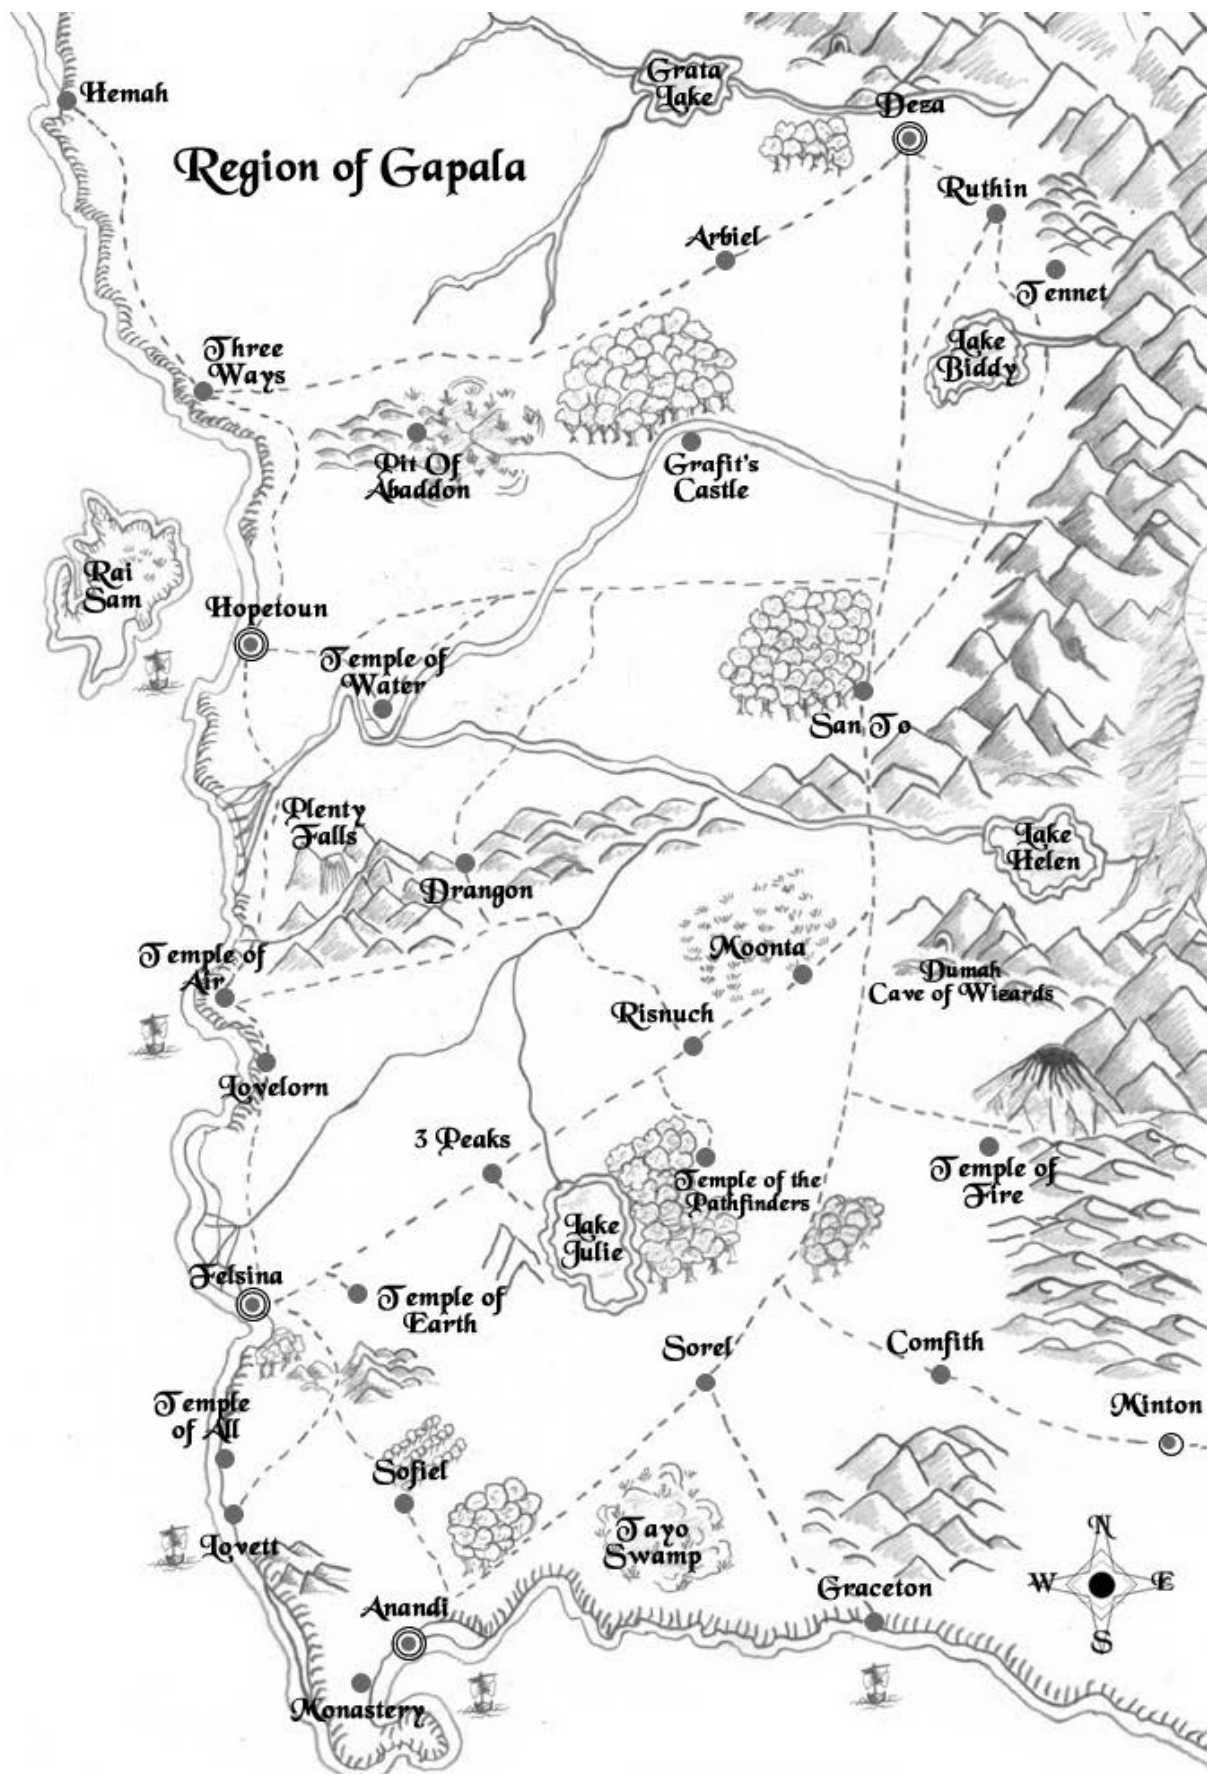 Grata
Lake
Hemah
Deza
Region of Gapala
Ruthin
Arbiel
Tennet
Three
Ways
Lake
Biddy
Pit Of
Abaddon
Grafit's
Castle
Rai
Sam
Hopetoun
Temple of
Water
San To
Plenty
Falls
Lake
Helen
Drangon
Temple of
Air
Moonta
Dumah
Cave of Wizards
Risnuch
Lovelorn
3 Peaks
Temple of the
Pathfinders
Temple of
Fire
Lake
Julie
Felsina
Temple of
Earth
Sorel
Comfith
Temple
of All
Minton
Sofiel
Tayo
Swamp
Lovett
N
W E
S
Graceton
Anandi
Monastery